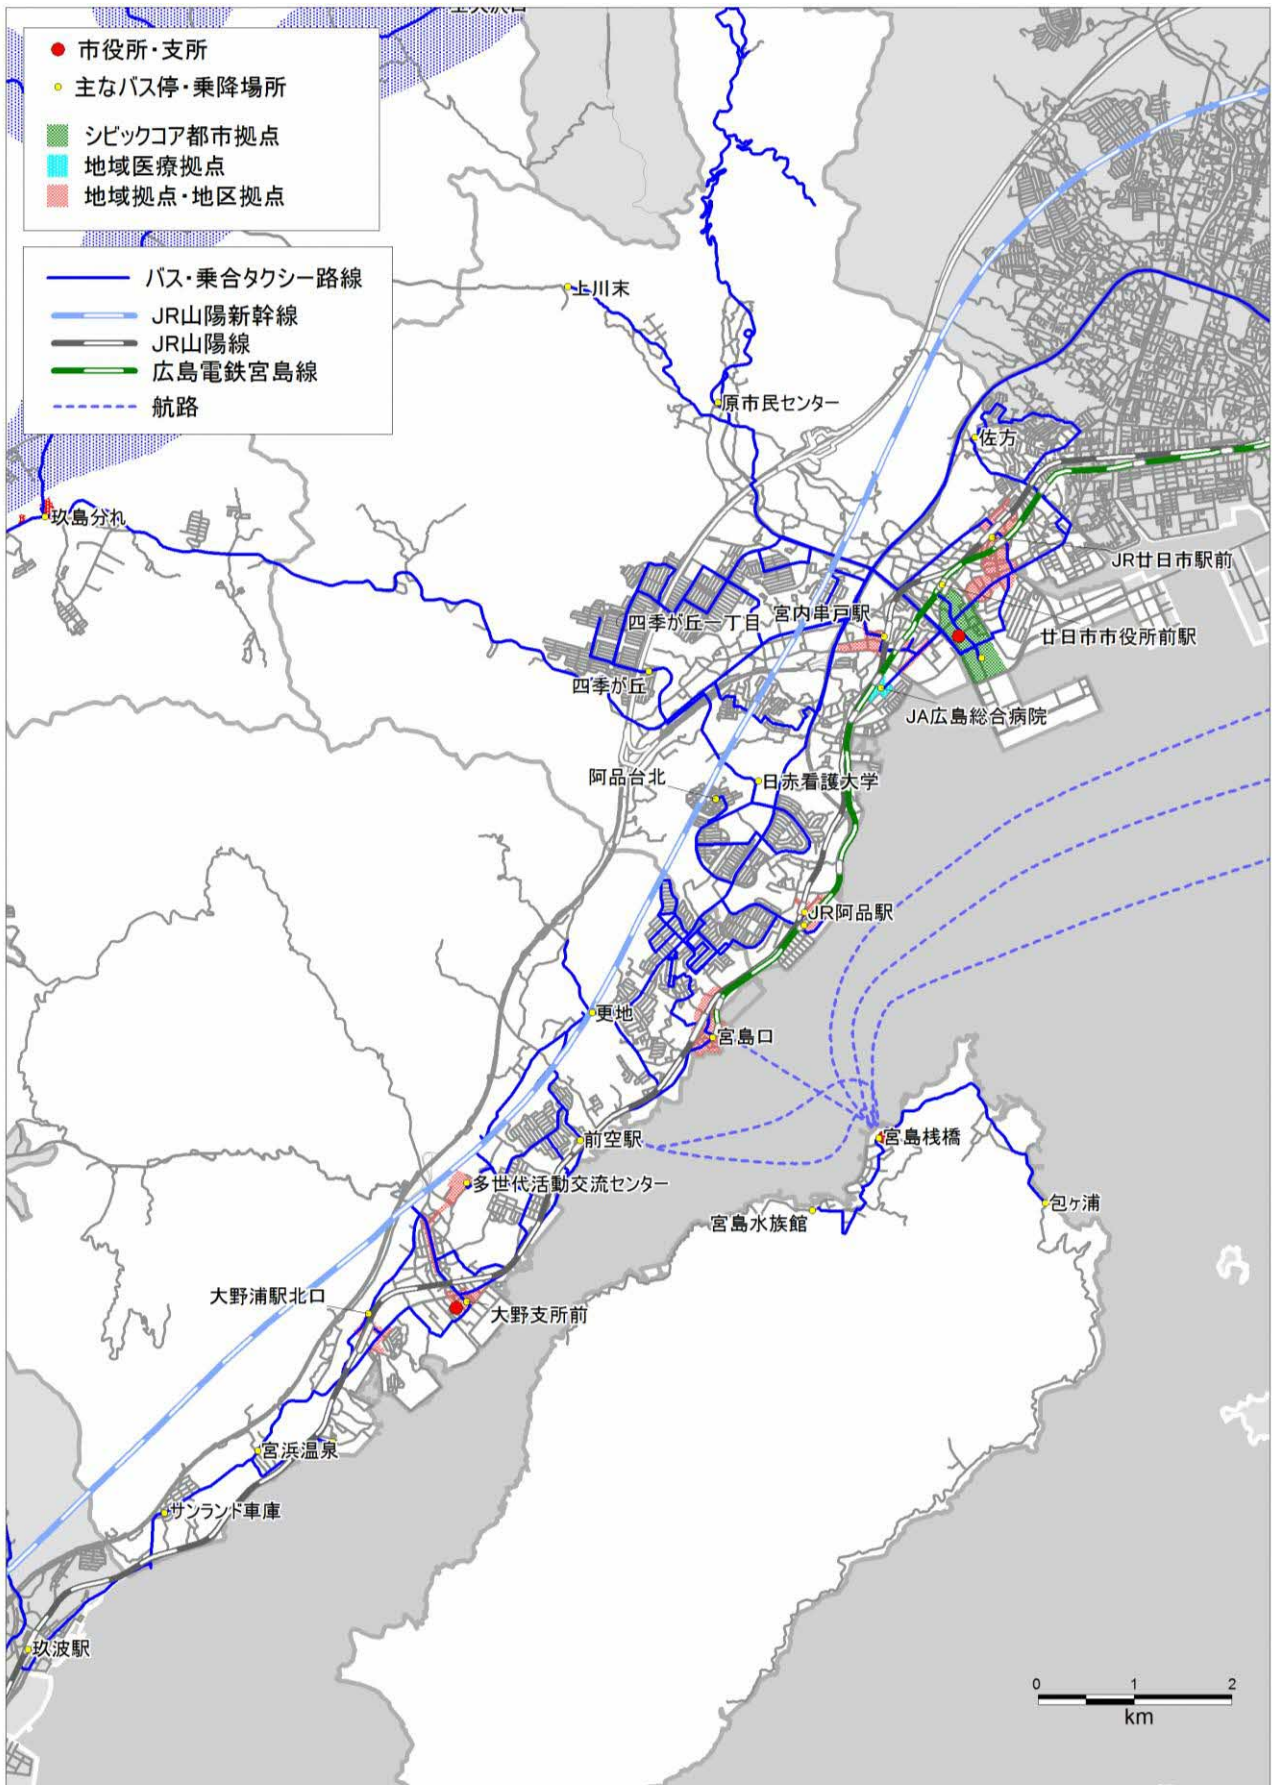 市役所・支所
主なバス停・乗降場所
シビックコア都市拠点
地域医療拠点
地域拠点・地区拠点
バス・乗合タクシー路線
JR山陽新幹線
JR山陽線
広島電鉄宮島線
航路
上川末
原市民センター
佐方
玖島分れ
JR廿日市駅前
四季が丘一丁目
宮内串戸駅
廿日市市役所前駅
四季が丘
JA広島総合病院
阿品台北
日赤看護大学
JR阿品駅
更地
宮島口
前空駅
宮島桟橋
多世代活動交流センター
包ヶ浦
宮島水族館
大野浦駅北口
大野支所前
宮浜温泉
サンランド車庫
玖波駅
0 1 2
km